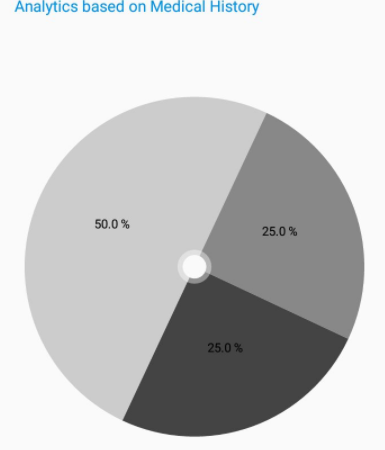 Analytics based on Medical History
50.0 %
25.0 %
25.0 %